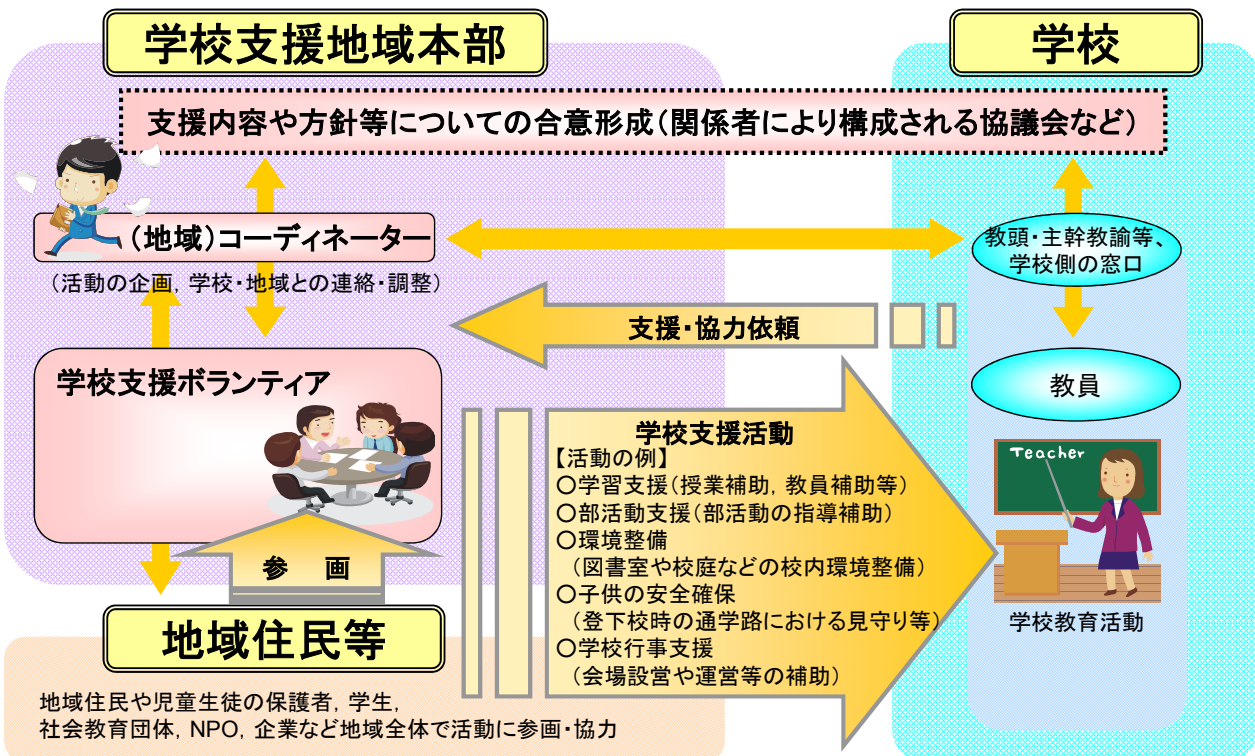 学校支援地域本部
学校
支援内容や方針等についての合意形成(関係者により構成される協議会など)
(地域)コーディネーター
(活動の企画, 学校・地域との連絡・調整)
教頭・主幹教諭等、
学校側の窓口
支援・協力依頼
学校支援ボランティア
教員
学校支援活動
【活動の例】
○学習支援(授業補助, 教員補助等)
○部活動支援(部活動の指導補助)
○環境整備
(図書室や校庭などの校内環境整備)
○子供の安全確保
(登下校時の通学路における見守り等)
○学校行事支援
(会場設営や運営等の補助)
Teacher
学校教育活動
参 画
地域住民等
地域住民や児童生徒の保護者, 学生,
社会教育団体, NPO, 企業など地域全体で活動に参画・協力